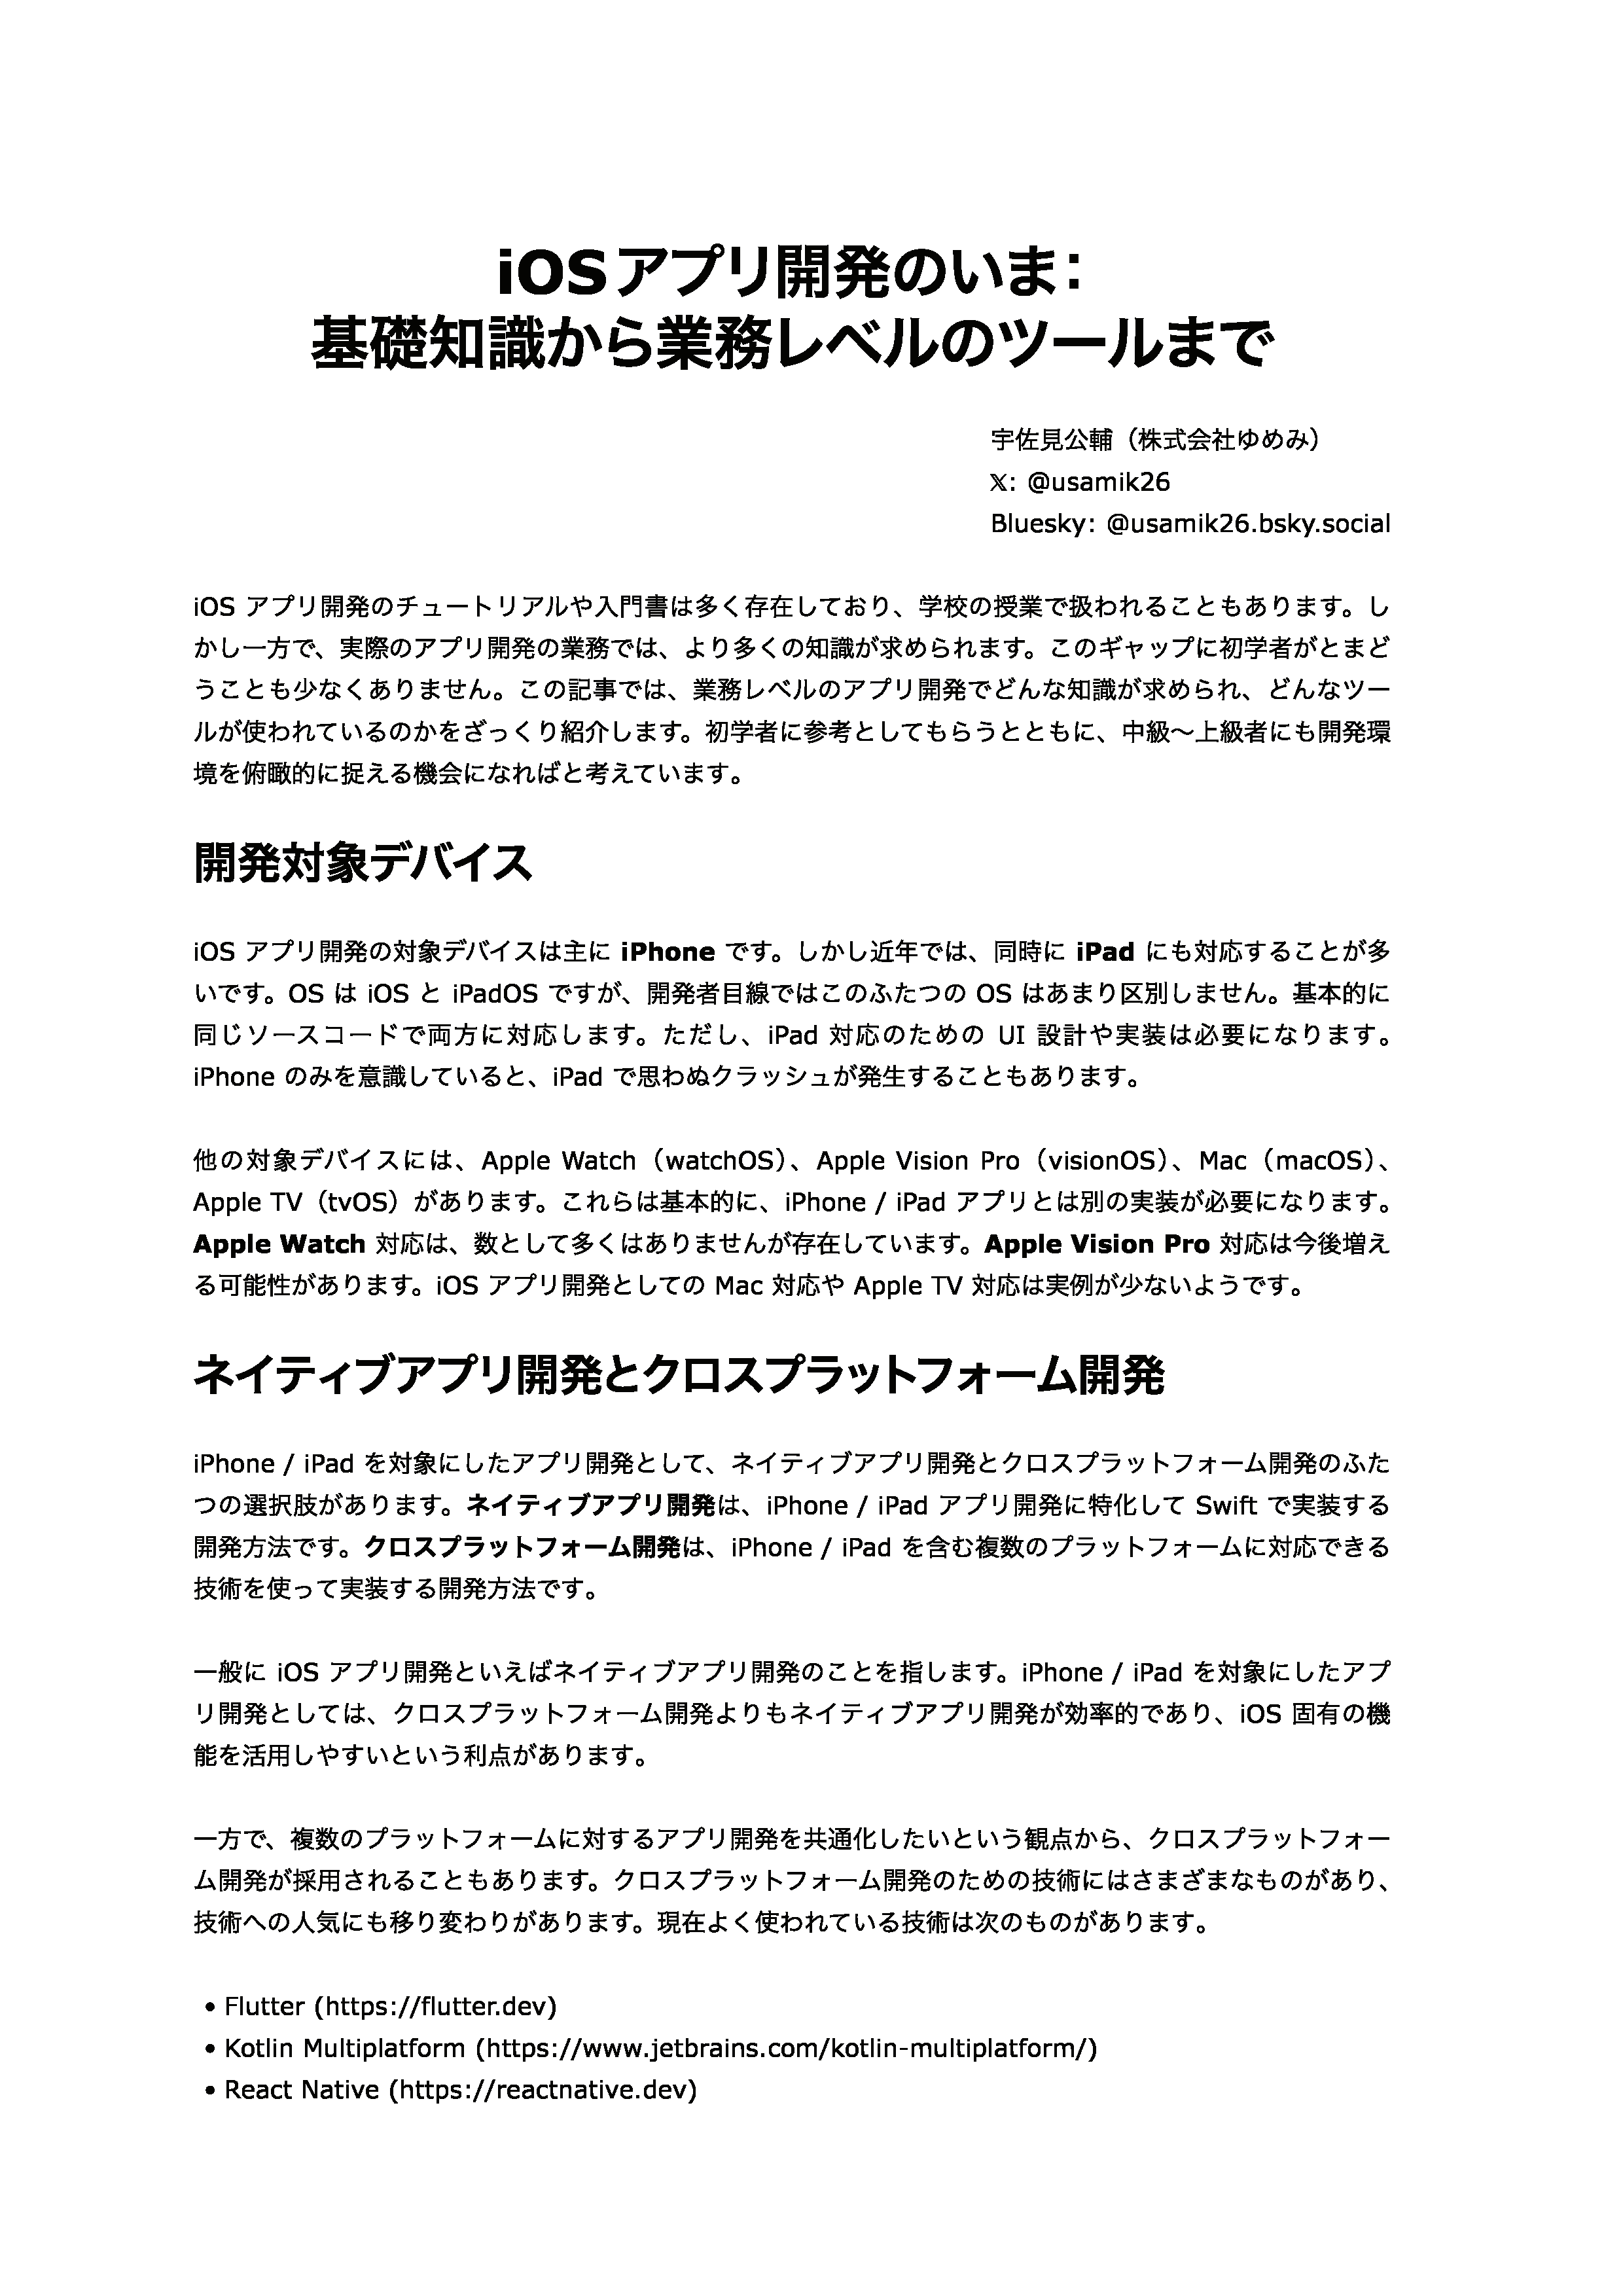 iOSアプリ開発のいま：
基礎知識から業務レベルのツールまで
宇佐見公輔（株式会社ゆめみ）
𝕏: @usamik26
Bluesky: @usamik26.bsky.social
iOS アプリ開発のチュートリアルや入門書は多く存在しており、学校の授業で扱われることもあります。し
かし一方で、実際のアプリ開発の業務では、より多くの知識が求められます。このギャップに初学者がとまど
うことも少なくありません。この記事では、業務レベルのアプリ開発でどんな知識が求められ、どんなツー
ルが使われているのかをざっくり紹介します。初学者に参考としてもらうとともに、中級〜上級者にも開発環
境を俯瞰的に捉える機会になればと考えています。
開発対象デバイス
iOS アプリ開発の対象デバイスは主に iPhone です。しかし近年では、同時に iPad にも対応することが多
いです。OS は iOS と iPadOS ですが、開発者目線ではこのふたつの OS はあまり区別しません。基本的に
同じソースコードで両方に対応します。ただし、iPad 対応のための UI 設計や実装は必要になります。
iPhone のみを意識していると、iPad で思わぬクラッシュが発生することもあります。
他の対象デバイスには、Apple Watch（watchOS）、Apple Vision Pro（visionOS）、Mac（macOS）、
Apple TV（tvOS）があります。これらは基本的に、iPhone / iPad アプリとは別の実装が必要になります。
Apple Watch 対応は、数として多くはありませんが存在しています。Apple Vision Pro 対応は今後増え
る可能性があります。iOS アプリ開発としての Mac 対応や Apple TV 対応は実例が少ないようです。
ネイティブアプリ開発とクロスプラットフォーム開発
iPhone / iPad を対象にしたアプリ開発として、ネイティブアプリ開発とクロスプラットフォーム開発のふた
つの選択肢があります。ネイティブアプリ開発は、iPhone / iPad アプリ開発に特化して Swift で実装する
開発方法です。クロスプラットフォーム開発は、iPhone / iPad を含む複数のプラットフォームに対応できる
技術を使って実装する開発方法です。
一般に iOS アプリ開発といえばネイティブアプリ開発のことを指します。iPhone / iPad を対象にしたアプ
リ開発としては、クロスプラットフォーム開発よりもネイティブアプリ開発が効率的であり、iOS 固有の機
能を活用しやすいという利点があります。
一方で、複数のプラットフォームに対するアプリ開発を共通化したいという観点から、クロスプラットフォー
ム開発が採用されることもあります。クロスプラットフォーム開発のための技術にはさまざまなものがあり、
技術への人気にも移り変わりがあります。現在よく使われている技術は次のものがあります。
• Flutter (https://flutter.dev)
• Kotlin Multiplatform (https://www.jetbrains.com/kotlin-multiplatform/)
• React Native (https://reactnative.dev)